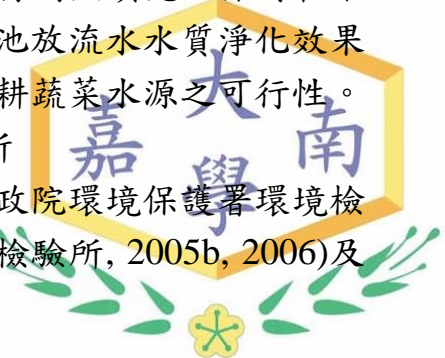 池放流水水質淨化效果
耕蔬菜水源之可行性。
大
嘉 南
學
析
政院環境保護署環境檢
檢驗所, 2005b, 2006)及